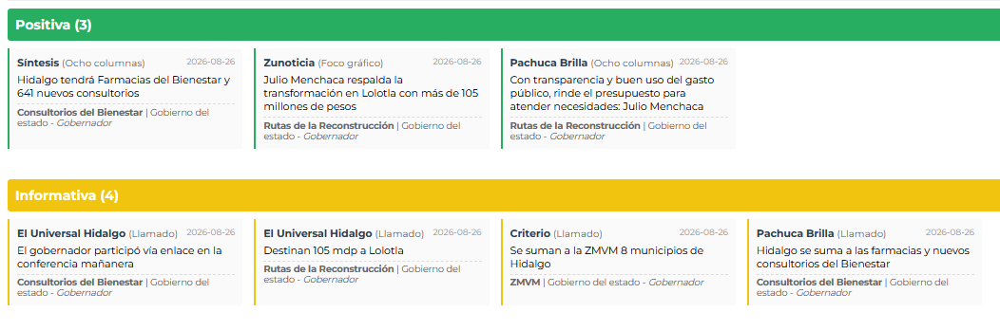 Positiva (3)
Síntesis (Ocho columnas) 2026-08-26
Hidalgo tendrá Farmacias del Bienestar y
641 nuevos consultorios
Consultorios del Bienestar | Gobierno del
estado - Gobernador
Zunoticia (Foco gráfico) 2026-08-26
Julio Menchaca respalda la
transformación en Lolotla con más de 105
millones de pesos
Rutas de la Reconstrucción | Gobierno del
estado - Gobernador
Pachuca Brilla (Ocho columnas) 2026-08-26
Con transparencia y buen uso del gasto
público, rinde el presupuesto para
atender necesidades: Julio Menchaca
Rutas de la Reconstrucción | Gobierno del
estado - Gobernador
Informativa (4)
El Universal Hidalgo (Llamado) 2026-08-26
El gobernador participó vía enlace en la
conferencia mañanera
Consultorios del Bienestar | Gobierno del
estado - Gobernador
El Universal Hidalgo (Llamado) 2026-08-26
Destinan 105 mdp a Lolotla
Rutas de la Reconstrucción | Gobierno del
estado - Gobernador
Criterio (Llamado) 2026-08-26
Se suman a la ZMVM 8 municipios de
Hidalgo
ZMVM | Gobierno del estado - Gobernador
Pachuca Brilla (Llamado) 2026-08-26
Hidalgo se suma a las farmacias y nuevos
consultorios del Bienestar
Consultorios del Bienestar | Gobierno del
estado - Gobernador